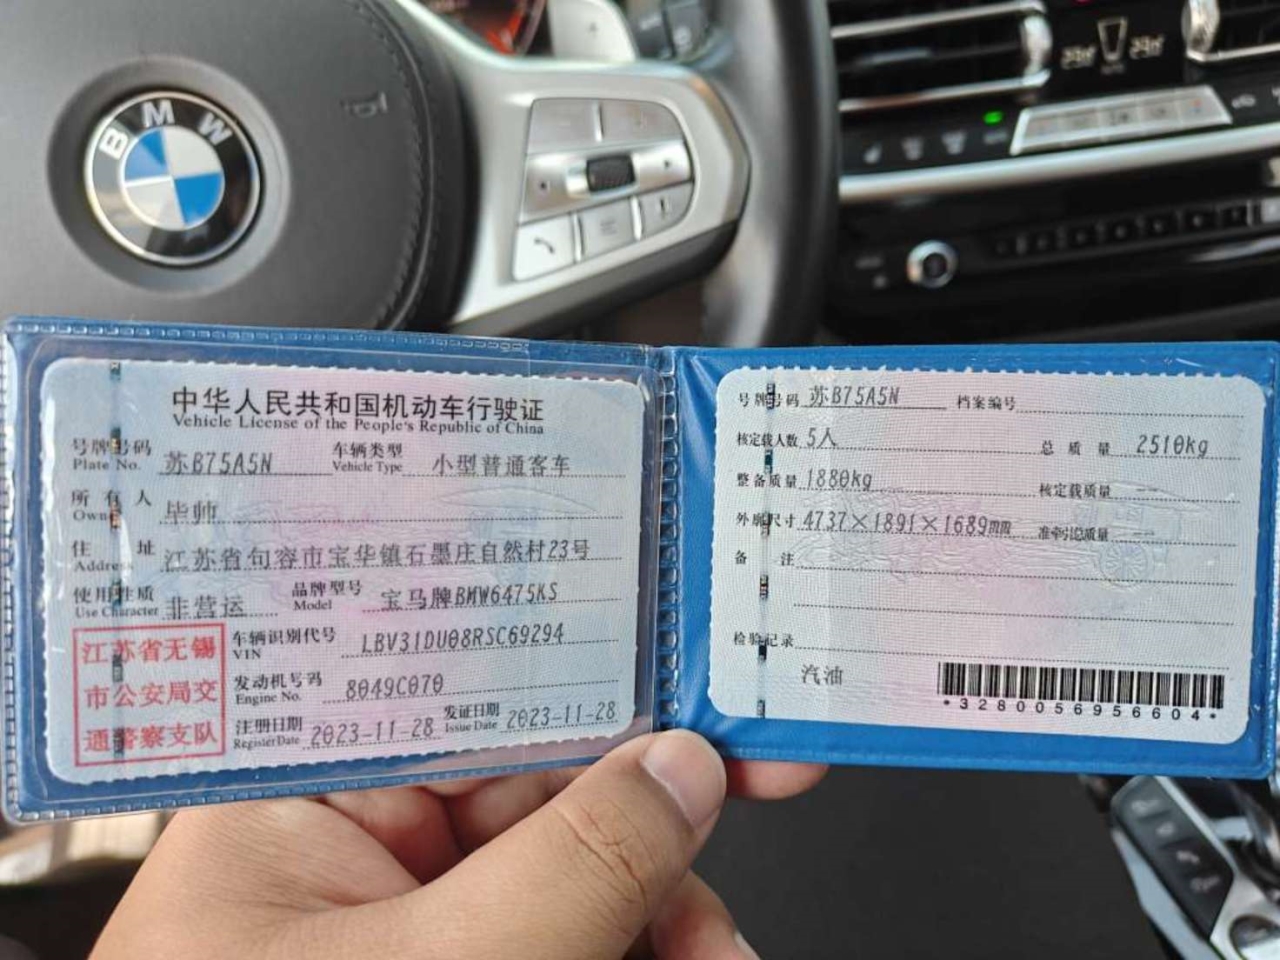 BMW
中华人民共和国机动车行驶证
Vehicle License of the People's Republic of China
号牌号码 苏B75A5N 车辆类型 小型普通客车
Plate No. Vehicle Type
所有人 毕帅
Owner
住址 江苏省句容市宝华镇石墨庄自然村23号
Address
使用性质 非营运 品牌型号 宝马牌BMW6475KS
Use Character Model
江苏省无锡
市公安局交
通警察支队
车辆识别代号 LBV31DU08RSC69294
VIN
发动机号码 8049C070
Engine No.
注册日期 2023-11-28 发证日期 2023-11-28
Register Date Issue Date
号牌号码 苏B75A5N 档案编号
核定载人数 5人 总质量 2510kg
整备质量 1880kg 核定载质量 --
外廓尺寸 4737×1891×1689mm 准牵引总质量 --
备注
检验记录
汽油
*3280056956604*